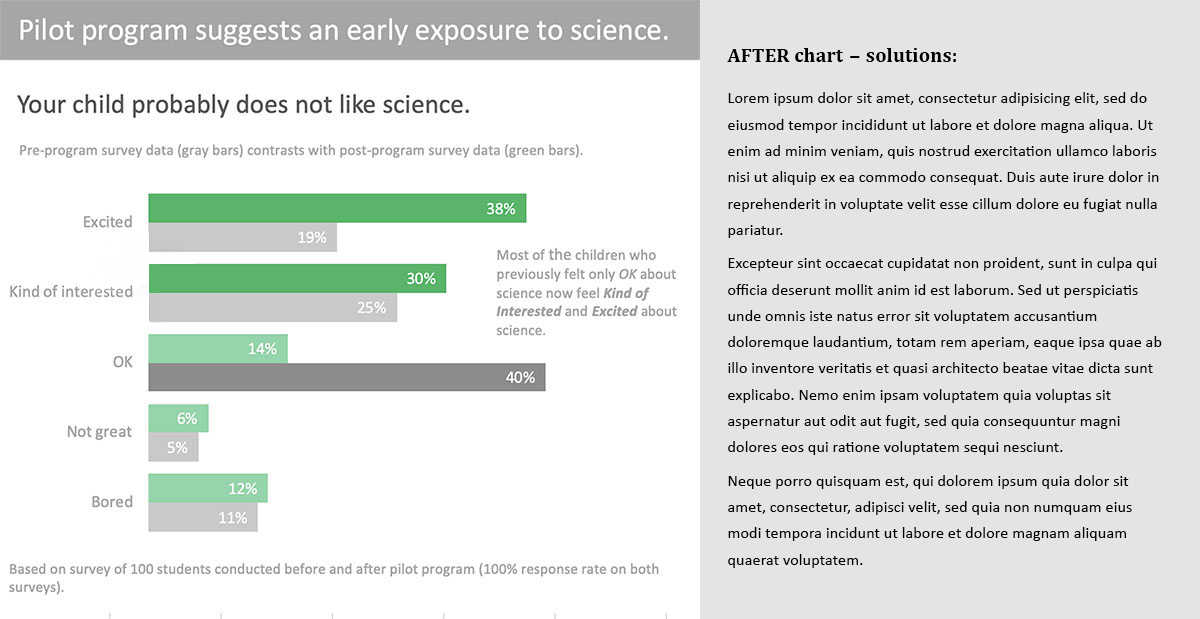 Pilot program suggests an early exposure to science.
Your child probably does not like science.
Pre-program survey data (gray bars) contrasts with post-program survey data (green bars).
Excited
38%
19%
Kind of interested
30%
25%
Most of the children who
previously felt only OK about
science now feel Kind of
Interested and Excited about
science.
OK
14%
40%
Not great
6%
5%
Bored
12%
11%
Based on survey of 100 students conducted before and after pilot program (100% response rate on both
surveys).
AFTER chart – solutions:
Lorem ipsum dolor sit amet, consectetur adipisicing elit, sed do
eiusmod tempor incididunt ut labore et dolore magna aliqua. Ut
enim ad minim veniam, quis nostrud exercitation ullamco laboris
nisi ut aliquip ex ea commodo consequat. Duis aute irure dolor in
reprehenderit in voluptate velit esse cillum dolore eu fugiat nulla
pariatur.
Excepteur sint occaecat cupidatat non proident, sunt in culpa qui
officia deserunt mollit anim id est laborum. Sed ut perspiciatis
unde omnis iste natus error sit voluptatem accusantium
doloremque laudantium, totam rem aperiam, eaque ipsa quae ab
illo inventore veritatis et quasi architecto beatae vitae dicta sunt
explicabo. Nemo enim ipsam voluptatem quia voluptas sit
aspernatur aut odit aut fugit, sed quia consequuntur magni
dolores eos qui ratione voluptatem sequi nesciunt.
Neque porro quisquam est, qui dolorem ipsum quia dolor sit
amet, consectetur, adipisci velit, sed quia non numquam eius
modi tempora incidunt ut labore et dolore magnam aliquam
quaerat voluptatem.